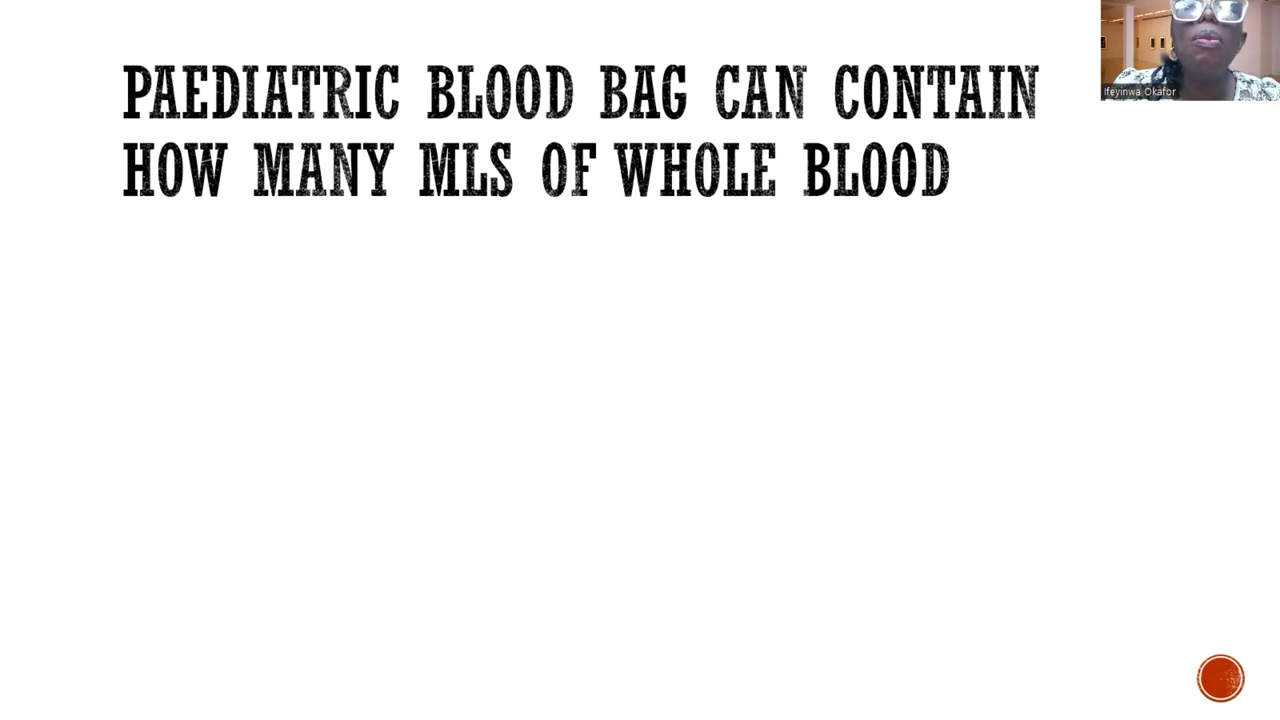 PAEDIATRIC BLOOD BAG CAN CONTAIN
HOW MANY MLS OF WHOLE BLOOD
Ifeyinwa Okafor